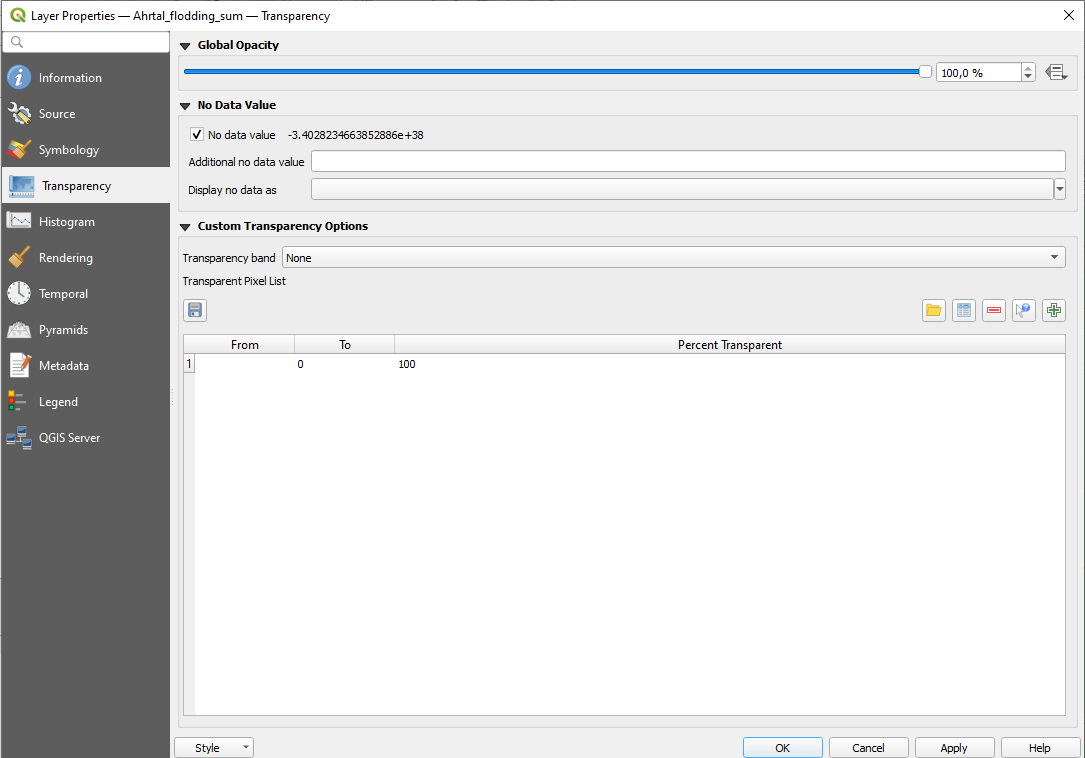 Layer Properties — Ahrtal_flodding_sum — Transparency
Information
Source
Symbology
Transparency
Histogram
Rendering
Temporal
Pyramids
Metadata
Legend
QGIS Server
Global Opacity
100,0 %
No Data Value
No data value -3.4028234663852886e+38
Additional no data value
Display no data as
Custom Transparency Options
Transparency band None
Transparent Pixel List
From To Percent Transparent
1 0 100
Style OK Cancel Apply Help